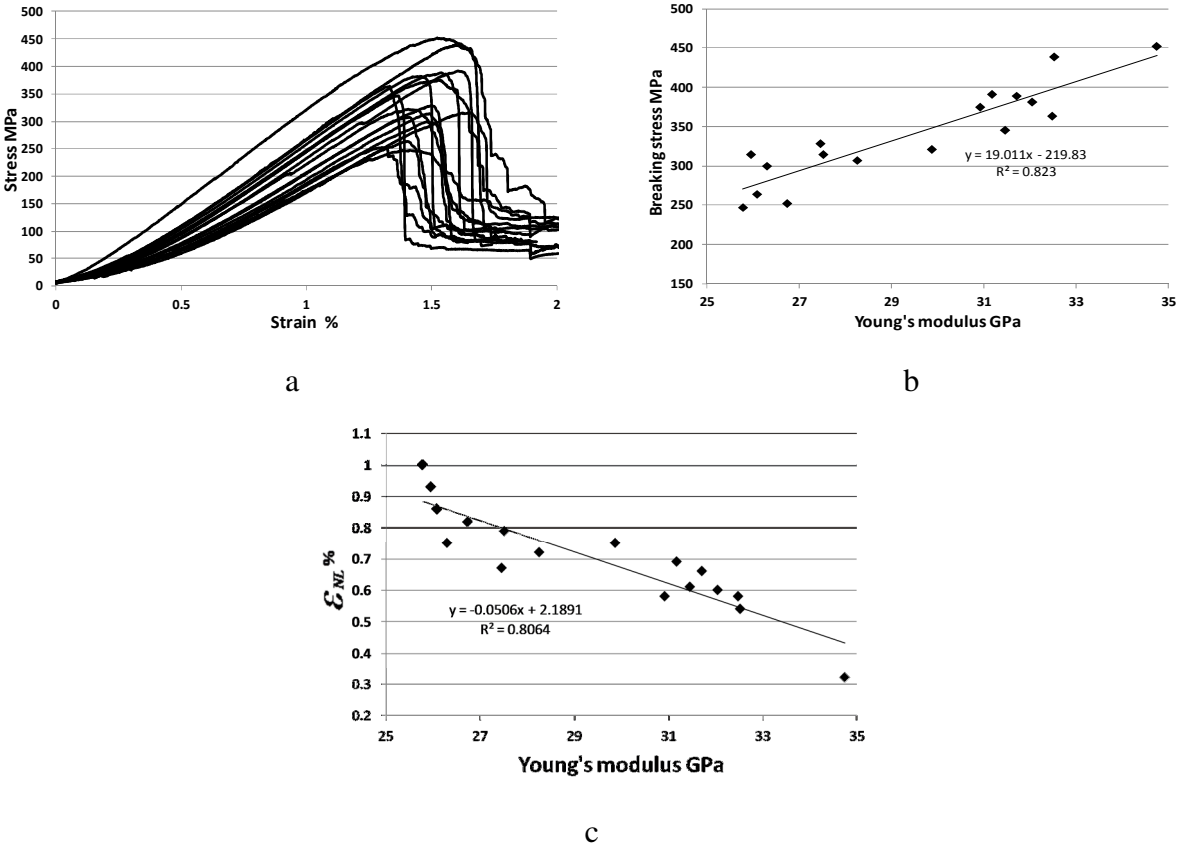 500
450
400
350
300
250
200
150
100
50
0
Stress MPa
0 0.5 1 1.5 2
Strain %
a
500
450
400
350
300
250
200
150
Breaking stress MPa
y = 19.011x - 219.83
R² = 0.823
25 27 29 31 33 35
Young's modulus GPa
b
1.1
1
0.9
0.8
0.7
0.6
0.5
0.4
0.3
0.2
ε NL %
y = -0.0506x + 2.1891
R² = 0.8064
25 27 29 31 33 35
Young's modulus GPa
c